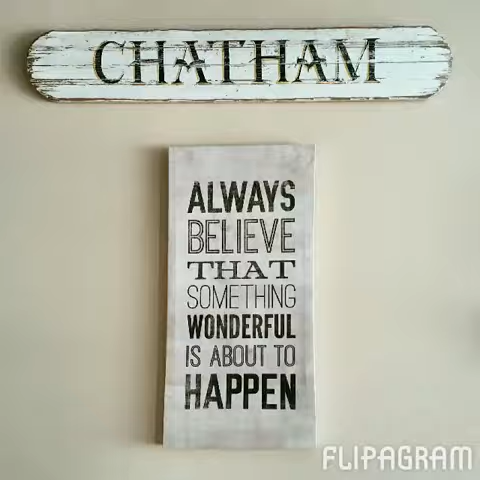 CHATHAM
ALWAYS
BELIEVE
THAT
SOMETHING
WONDERFUL
IS ABOUT TO
HAPPEN
FLIPAGRAM